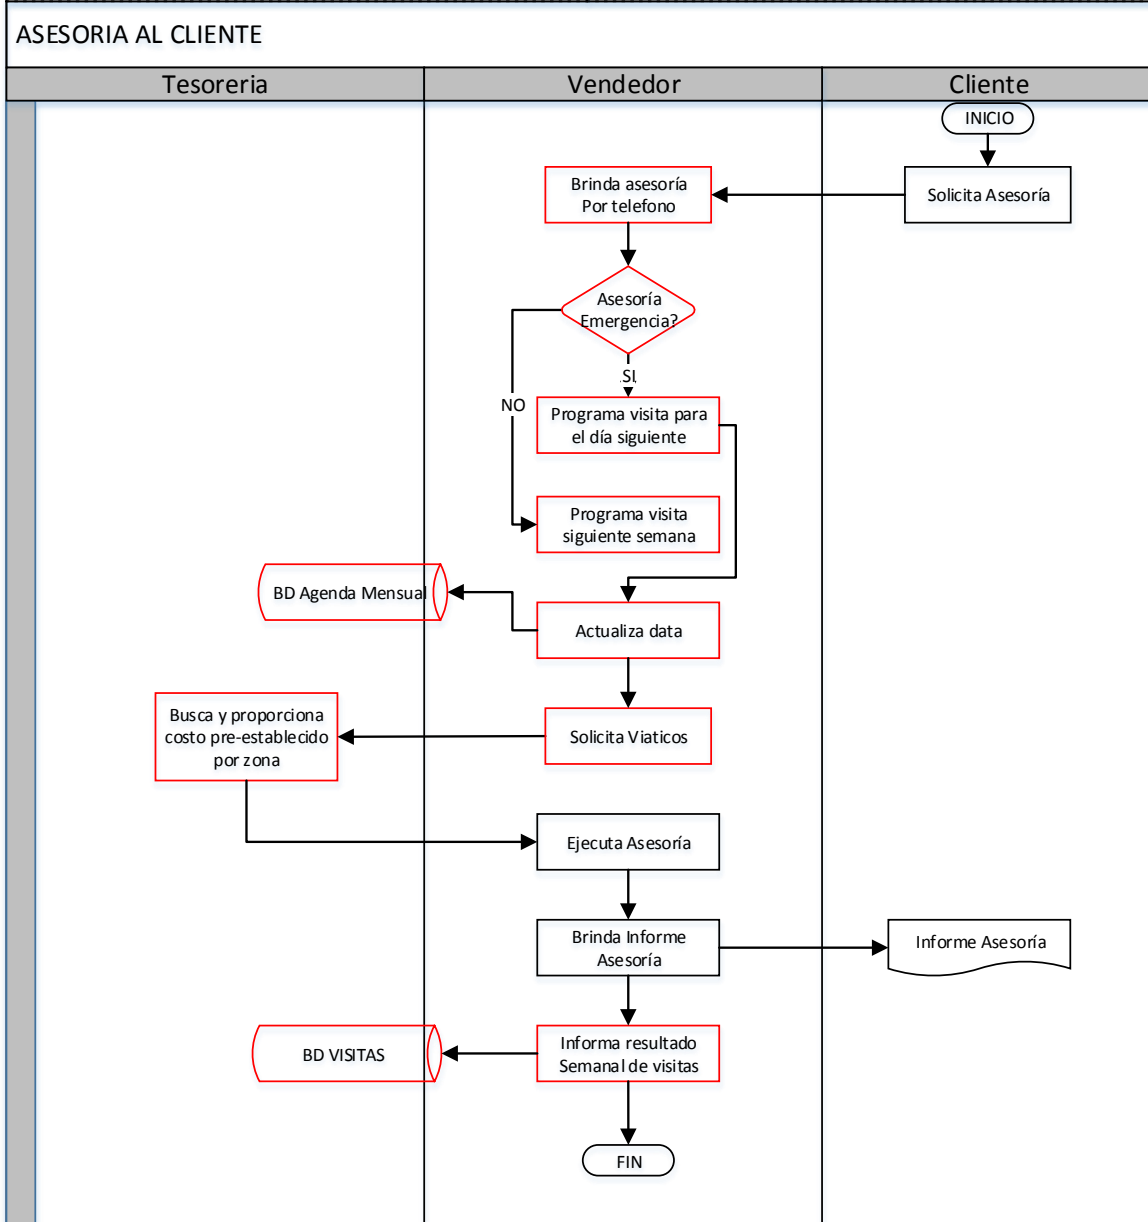 ASESORIA AL CLIENTE
Tesoreria
Vendedor
Cliente
INICIO
Solicita Asesoría
Brinda asesoría
Por telefono
Asesoría
Emergencia?
SI
NO
Programa visita para
el día siguiente
Programa visita
siguiente semana
BD Agenda Mensual
Actualiza data
Solicita Viaticos
Busca y proporciona
costo pre-establecido
por zona
Ejecuta Asesoría
Brinda Informe
Asesoría
Informe Asesoría
Informa resultado
Semanal de visitas
BD VISITAS
FIN